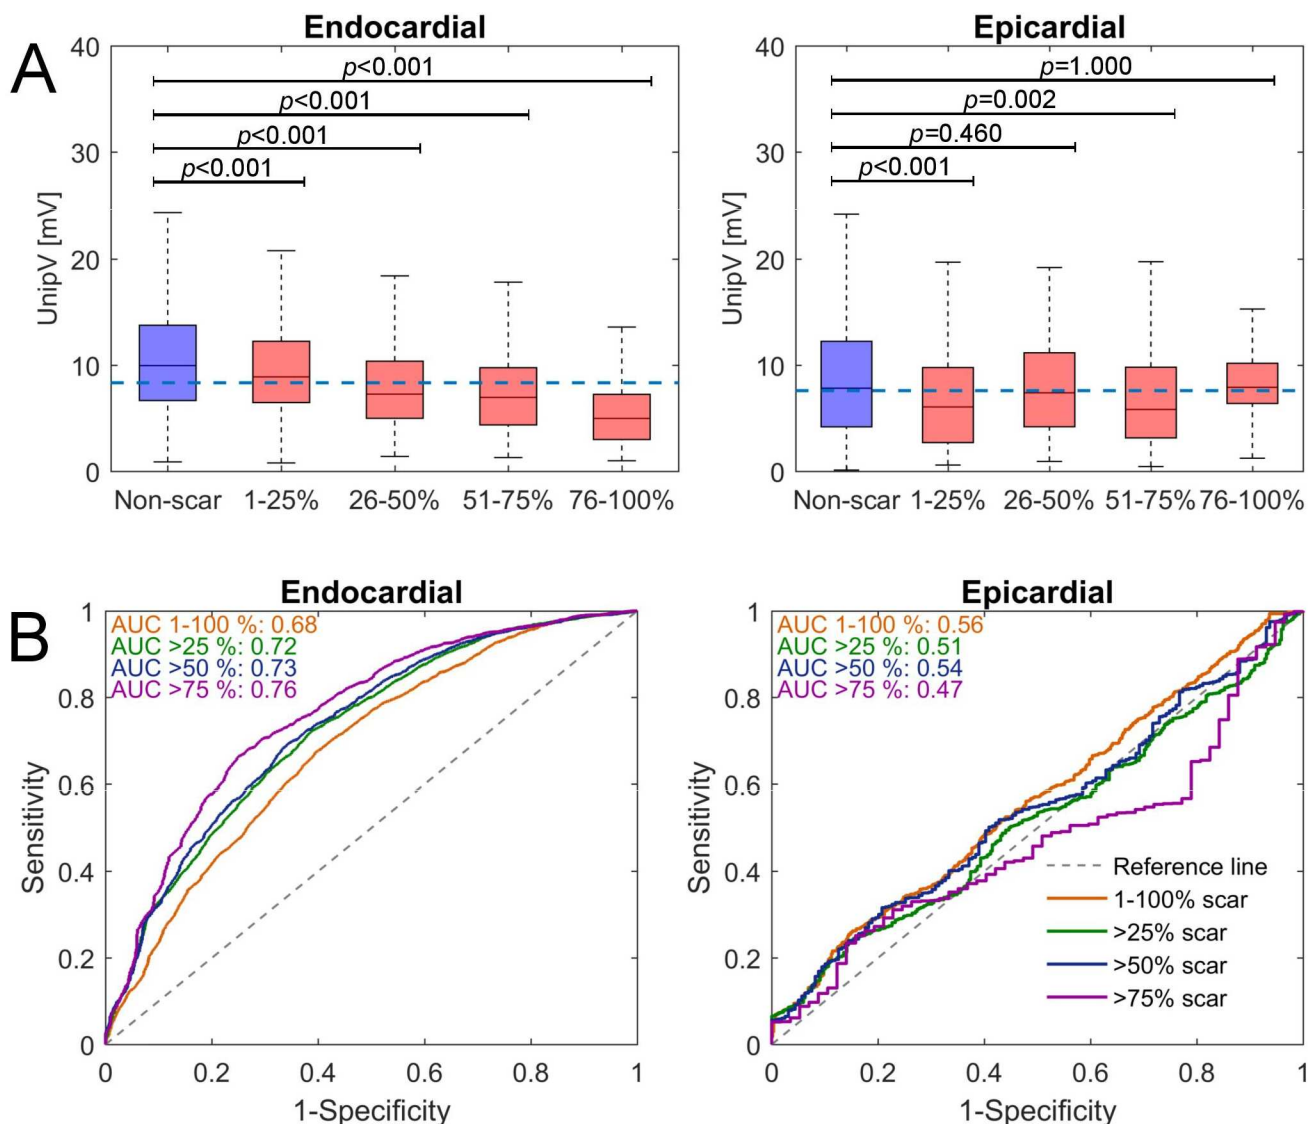 A
Endocardial
40
30
20
10
0
UnipV [mV]
p<0.001
p<0.001
p<0.001
p<0.001
Non-scar 1-25% 26-50% 51-75% 76-100%
Epicardial
40
30
20
10
0
UnipV [mV]
p=1.000
p=0.002
p=0.460
p<0.001
Non-scar 1-25% 26-50% 51-75% 76-100%
B
Endocardial
1
0.8
0.6
0.4
0.2
0
Sensitivity
AUC 1-100 %: 0.68
AUC >25 %: 0.72
AUC >50 %: 0.73
AUC >75 %: 0.76
0 0.2 0.4 0.6 0.8 1
1-Specificity
Epicardial
1
0.8
0.6
0.4
0.2
0
Sensitivity
AUC 1-100 %: 0.56
AUC >25 %: 0.51
AUC >50 %: 0.54
AUC >75 %: 0.47
Reference line
1-100% scar
>25% scar
>50% scar
>75% scar
0 0.2 0.4 0.6 0.8 1
1-Specificity